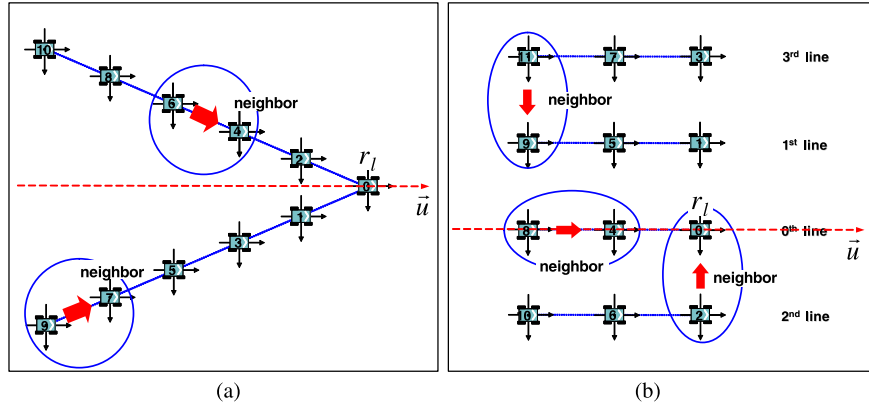 10
8
6
neighbor
4
2
r_l
0
u⃗
1
3
5
neighbor
7
9
(a)
11 7 3 3rd line
neighbor
9 5 1 1st line
r_l
8 4 0 0th line
u⃗
neighbor
neighbor
10 6 2 2nd line
(b)